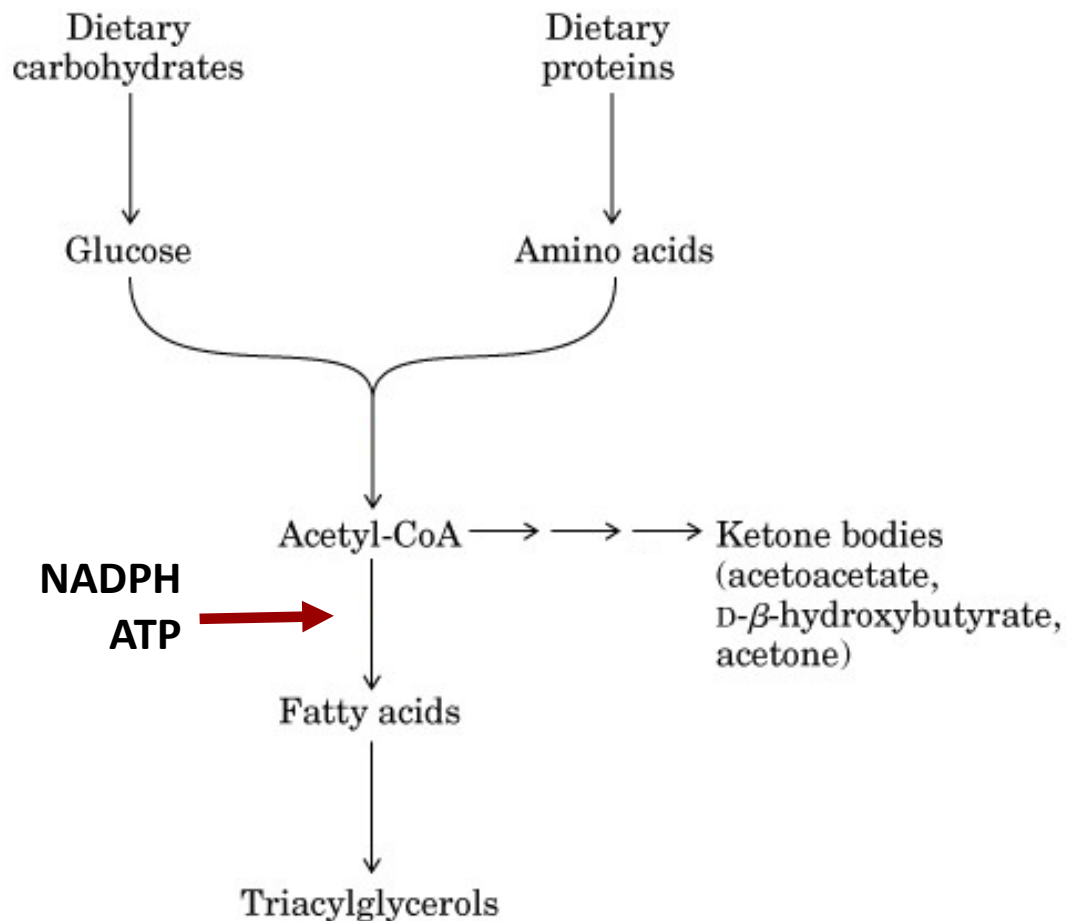 Dietary
carbohydrates
Dietary
proteins
Glucose
Amino acids
Acetyl-CoA
Ketone bodies
(acetoacetate,
D-β-hydroxybutyrate,
acetone)
NADPH
ATP
Fatty acids
Triacylglycerols